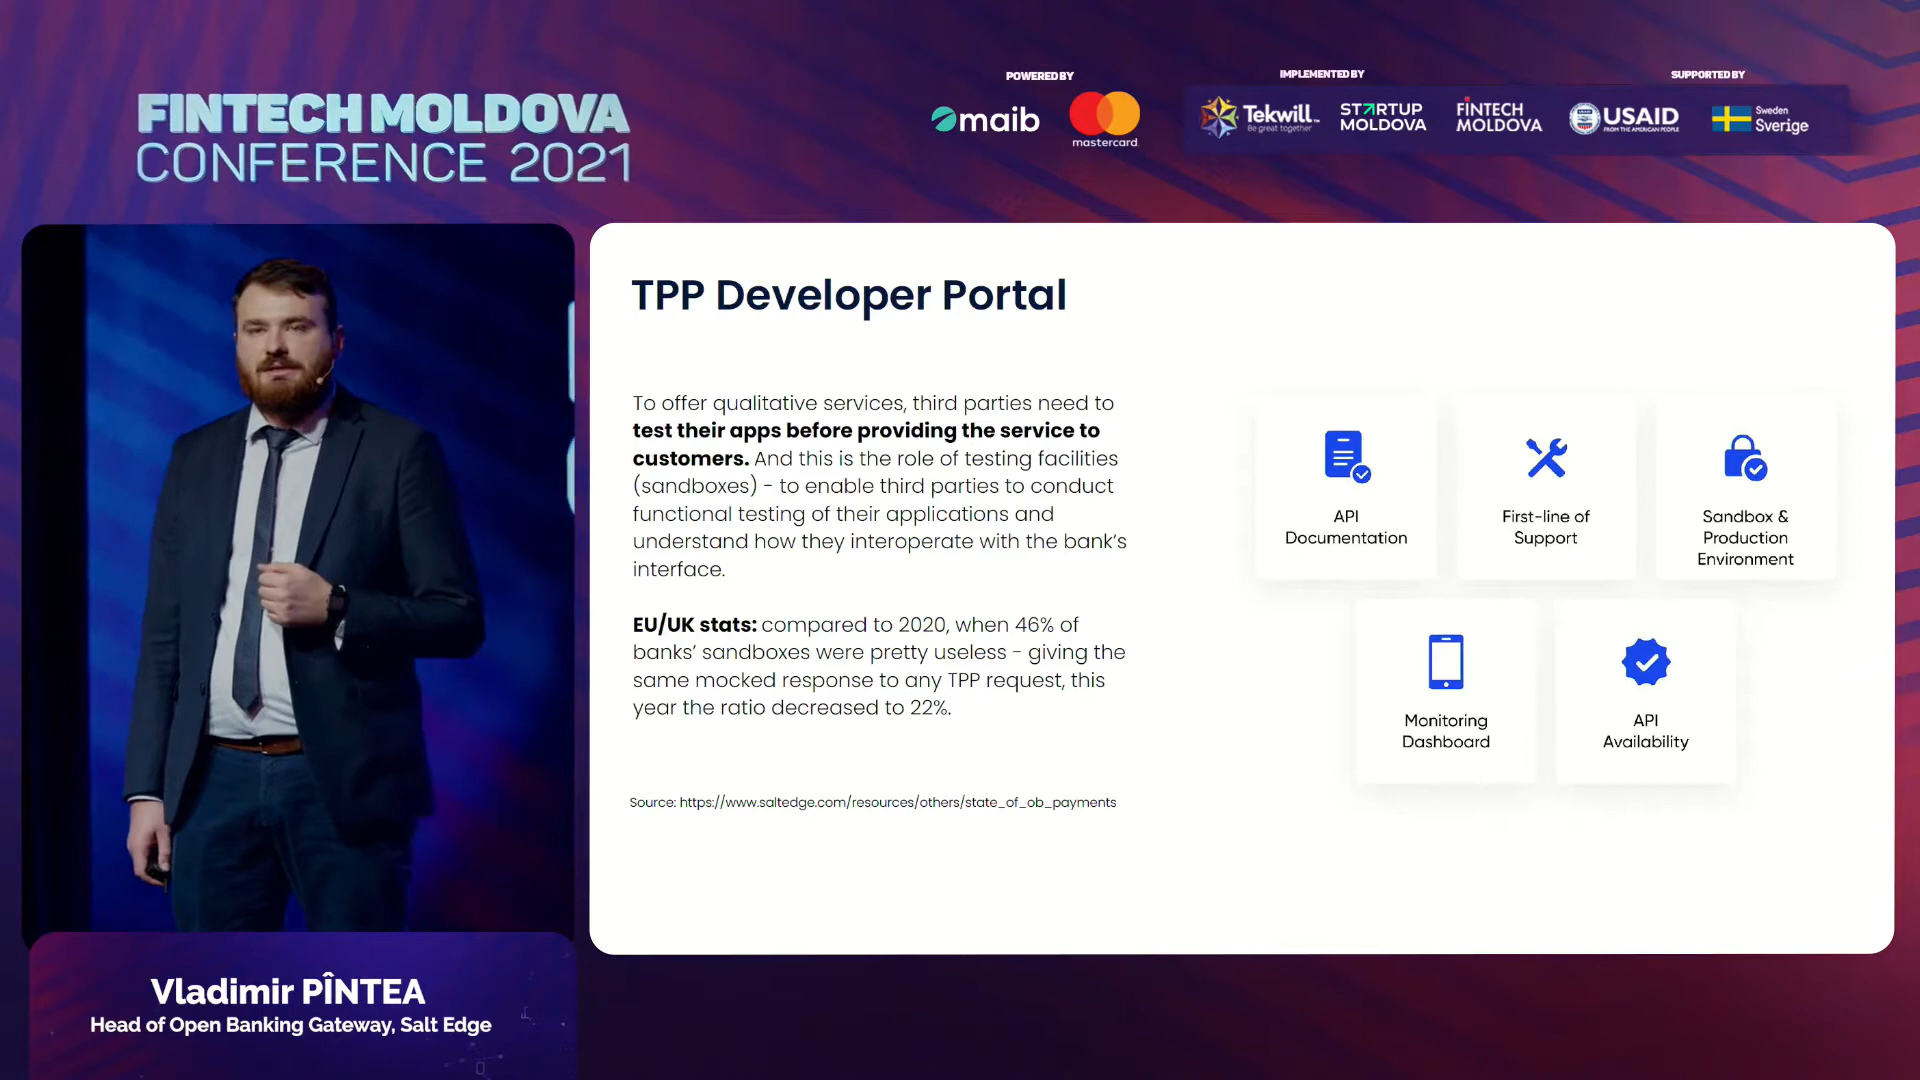 FINTECH MOLDOVA
CONFERENCE 2021
POWERED BY
maib
mastercard
IMPLEMENTED BY
Tekwill
Be great together
STARTUP
MOLDOVA
FINTECH
MOLDOVA
SUPPORTED BY
USAID
FROM THE AMERICAN PEOPLE
Sweden
Sverige
TPP Developer Portal
To offer qualitative services, third parties need to
test their apps before providing the service to
customers. And this is the role of testing facilities
(sandboxes) - to enable third parties to conduct
functional testing of their applications and
understand how they interoperate with the bank's
interface.
EU/UK stats: compared to 2020, when 46% of
banks' sandboxes were pretty useless - giving the
same mocked response to any TPP request, this
year the ratio decreased to 22%.
Source: https://www.saltedge.com/resources/others/state_of_ob_payments
API
Documentation
First-line of
Support
Sandbox &
Production
Environment
Monitoring
Dashboard
API
Availability
Vladimir PÎNTEA
Head of Open Banking Gateway, Salt Edge